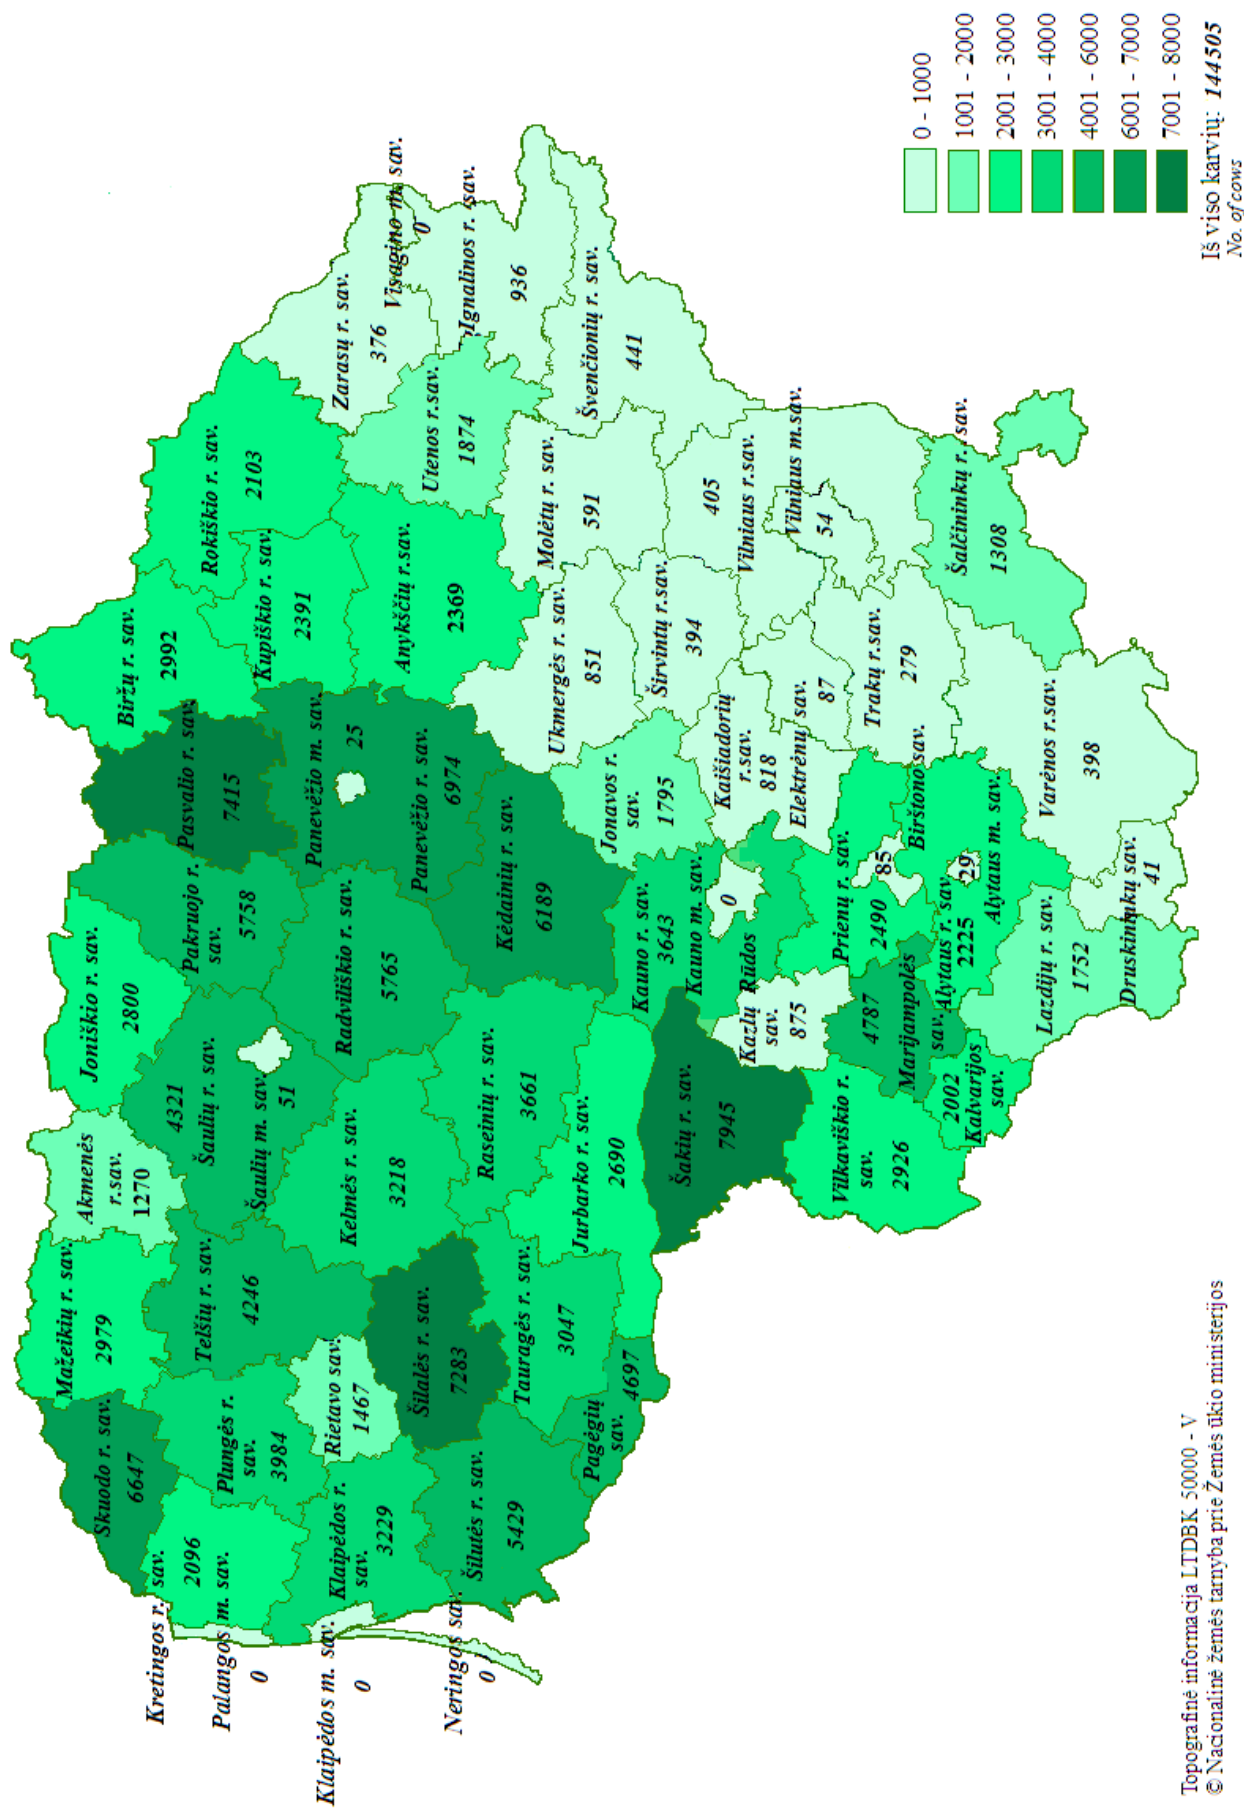 Skuodo r. sav.
6647
Mažeikių r. sav.
2979
Akmenės
r.sav.
1270
Joniškio r. sav.
2800
Pakruojo r.
sav.
5758
Pasvalio r. sav.
7415
Biržų r. sav.
2992
Rokiškio r. sav.
2103
Kupiškio r. sav.
2391
Kretingos r. sav.
2096
Palangos m. sav.
0
Plungės r.
sav.
3984
Telšių r. sav.
4246
4321
Šaulių r. sav.
Šaulių m. sav.
51
Radviliškio r. sav.
5765
Panevėžio m. sav.
25
Panevėžio r. sav.
6974
Anykščių r.sav.
2369
Utenos r.sav.
1874
Zarasų r. sav.
376
Visagino m. sav.
0
Ignalinos r. sav.
936
Švenčionių r. sav.
441
Klaipėdos m. sav.
0
Klaipėdos r.
sav.
3229
Rietavo sav.
1467
Kelmės r. sav.
3218
Šilalės r. sav.
7283
Neringos sav.
0
Šilutės r. sav.
5429
Raseinių r. sav.
3661
Kėdainių r. sav.
6189
Ukmergės r. sav.
851
Molėtų r. sav.
591
Tauragės r. sav.
3047
Pagėgių
sav.
4697
Jurbarko r. sav.
2690
Jonavos r.
sav.
1795
Širvintų r.sav.
394
405
Vilniaus r.sav.
Vilniaus m.sav.
54
Kauno r. sav.
3643
Kauno m. sav.
0
Kaišiadorių
r.sav.
818
Elektrėnų sav.
87
Šakių r. sav.
7945
Kazlų Rūdos
sav.
875
Trakų r.sav.
279
Šalčininkų r. sav.
1308
Vilkaviškio r.
sav.
2926
Prienų r. sav.
2490
85
Birštono sav.
4787
Marijampolės
sav.
Alytaus r. sav.
2225
29
Alytaus m. sav.
2002
Kalvarijos
sav.
Lazdijų r. sav.
1752
Varėnos r.sav.
398
Druskininkų sav.
41
0 - 1000
1001 - 2000
2001 - 3000
3001 - 4000
4001 - 6000
6001 - 7000
7001 - 8000
Iš viso karvių: 144505
No. of cows
Topografinė informacija LTDBK 50000 - V
© Nacionalinė žemės tarnyba prie Žemės ūkio ministerijos